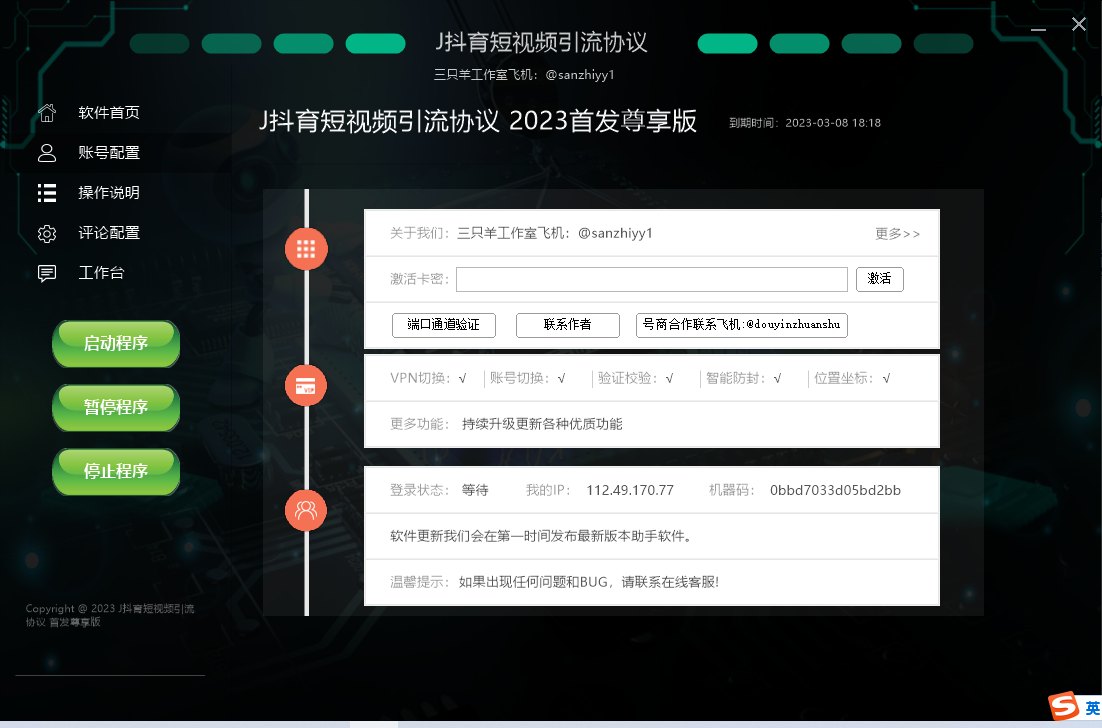 J抖育短视频引流协议
三只羊工作室飞机：@sanzhiyy1
J抖育短视频引流协议 2023首发尊享版
到期时间：2023-03-08 18:18
软件首页
账号配置
操作说明
评论配置
工作台
启动程序
暂停程序
停止程序
Copyright @ 2023 J抖育短视频引流
协议 首发尊享版
关于我们：三只羊工作室飞机：@sanzhiyy1 更多>>
激活卡密： 激活
端口通道验证 联系作者 号商合作联系飞机:@douyinzhuanshu
VPN切换：√ 账号切换：√ 验证校验：√ 智能防封：√ 位置坐标：√
更多功能： 持续升级更新各种优质功能
VIP
登录状态： 等待 我的IP： 112.49.170.77 机器码： 0bbd7033d05bd2bb
软件更新我们会在第一时间发布最新版本助手软件。
温馨提示： 如果出现任何问题和BUG，请联系在线客服!
S 英